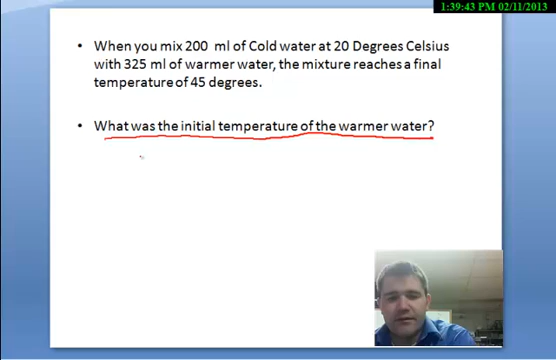 1:39:43 PM 02/11/2013
• When you mix 200 ml of Cold water at 20 Degrees Celsius
with 325 ml of warmer water, the mixture reaches a final
temperature of 45 degrees.
• What was the initial temperature of the warmer water?